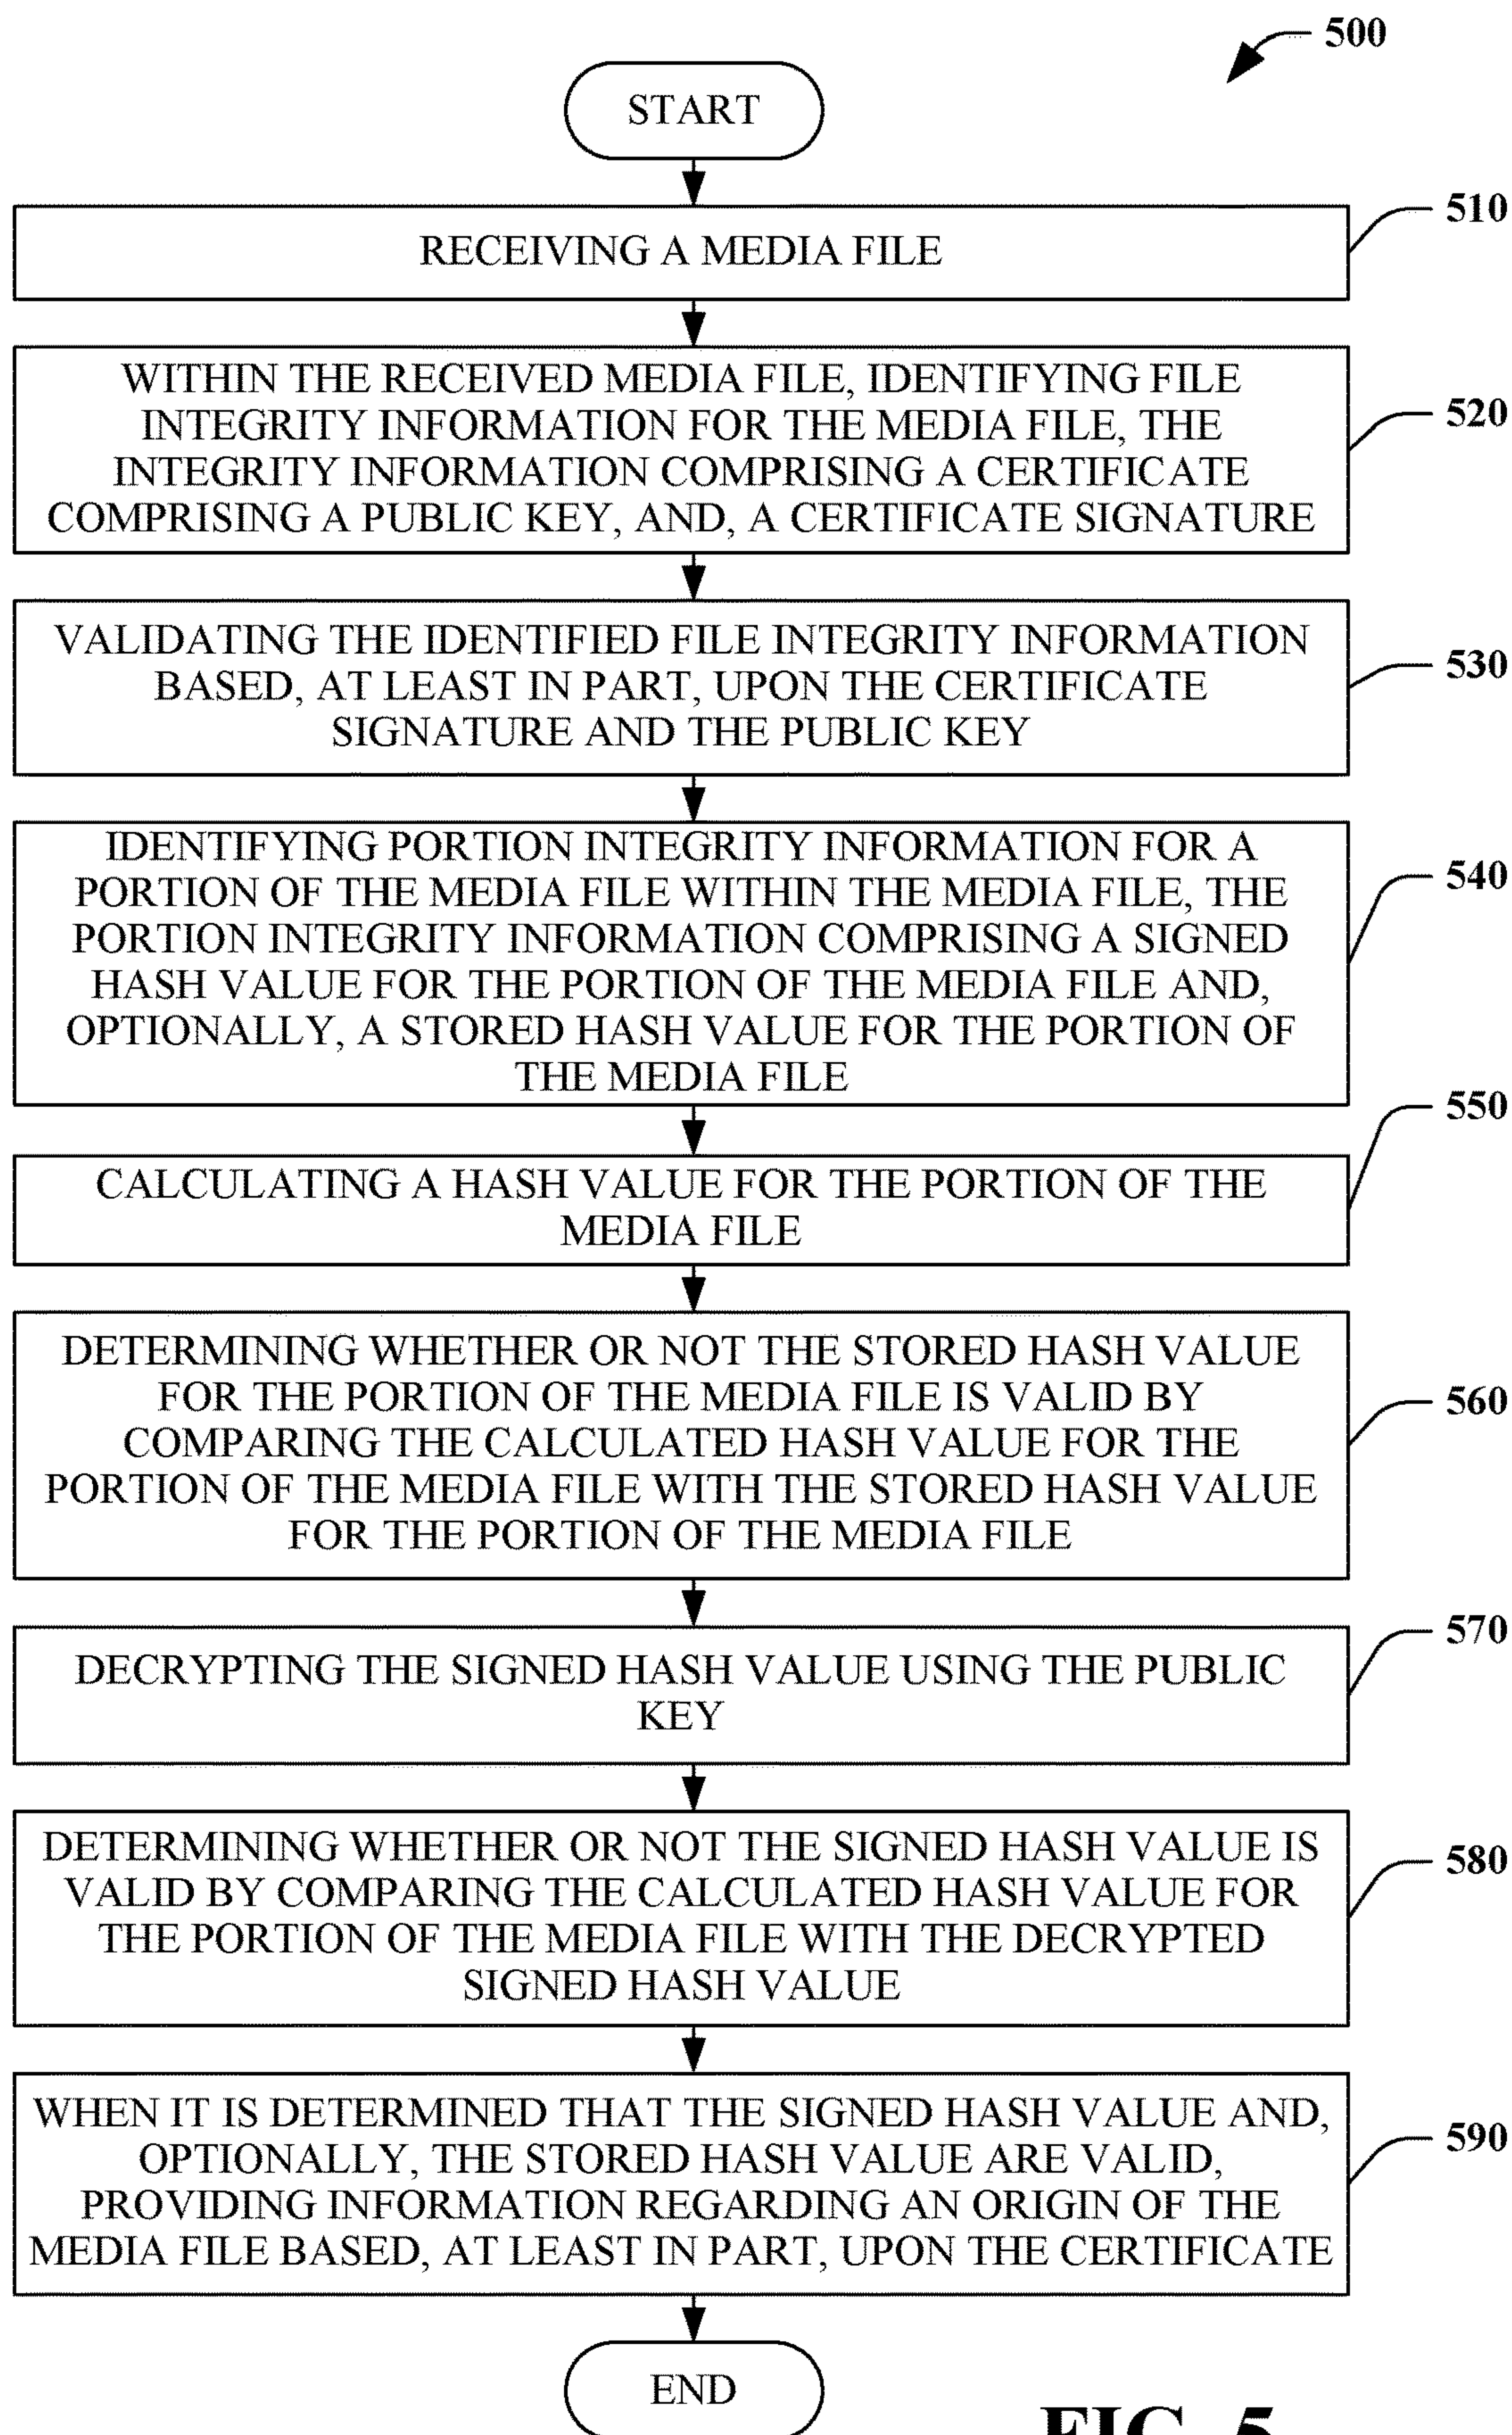 500
START
RECEIVING A MEDIA FILE
510
WITHIN THE RECEIVED MEDIA FILE, IDENTIFYING FILE
INTEGRITY INFORMATION FOR THE MEDIA FILE, THE
INTEGRITY INFORMATION COMPRISING A CERTIFICATE
COMPRISING A PUBLIC KEY, AND, A CERTIFICATE SIGNATURE
520
VALIDATING THE IDENTIFIED FILE INTEGRITY INFORMATION
BASED, AT LEAST IN PART, UPON THE CERTIFICATE
SIGNATURE AND THE PUBLIC KEY
530
IDENTIFYING PORTION INTEGRITY INFORMATION FOR A
PORTION OF THE MEDIA FILE WITHIN THE MEDIA FILE, THE
PORTION INTEGRITY INFORMATION COMPRISING A SIGNED
HASH VALUE FOR THE PORTION OF THE MEDIA FILE AND,
OPTIONALLY, A STORED HASH VALUE FOR THE PORTION OF
THE MEDIA FILE
540
CALCULATING A HASH VALUE FOR THE PORTION OF THE
MEDIA FILE
550
DETERMINING WHETHER OR NOT THE STORED HASH VALUE
FOR THE PORTION OF THE MEDIA FILE IS VALID BY
COMPARING THE CALCULATED HASH VALUE FOR THE
PORTION OF THE MEDIA FILE WITH THE STORED HASH VALUE
FOR THE PORTION OF THE MEDIA FILE
560
DECRYPTING THE SIGNED HASH VALUE USING THE PUBLIC
KEY
570
DETERMINING WHETHER OR NOT THE SIGNED HASH VALUE IS
VALID BY COMPARING THE CALCULATED HASH VALUE FOR
THE PORTION OF THE MEDIA FILE WITH THE DECRYPTED
SIGNED HASH VALUE
580
WHEN IT IS DETERMINED THAT THE SIGNED HASH VALUE AND,
OPTIONALLY, THE STORED HASH VALUE ARE VALID,
PROVIDING INFORMATION REGARDING AN ORIGIN OF THE
MEDIA FILE BASED, AT LEAST IN PART, UPON THE CERTIFICATE
590
END
FIG. 5